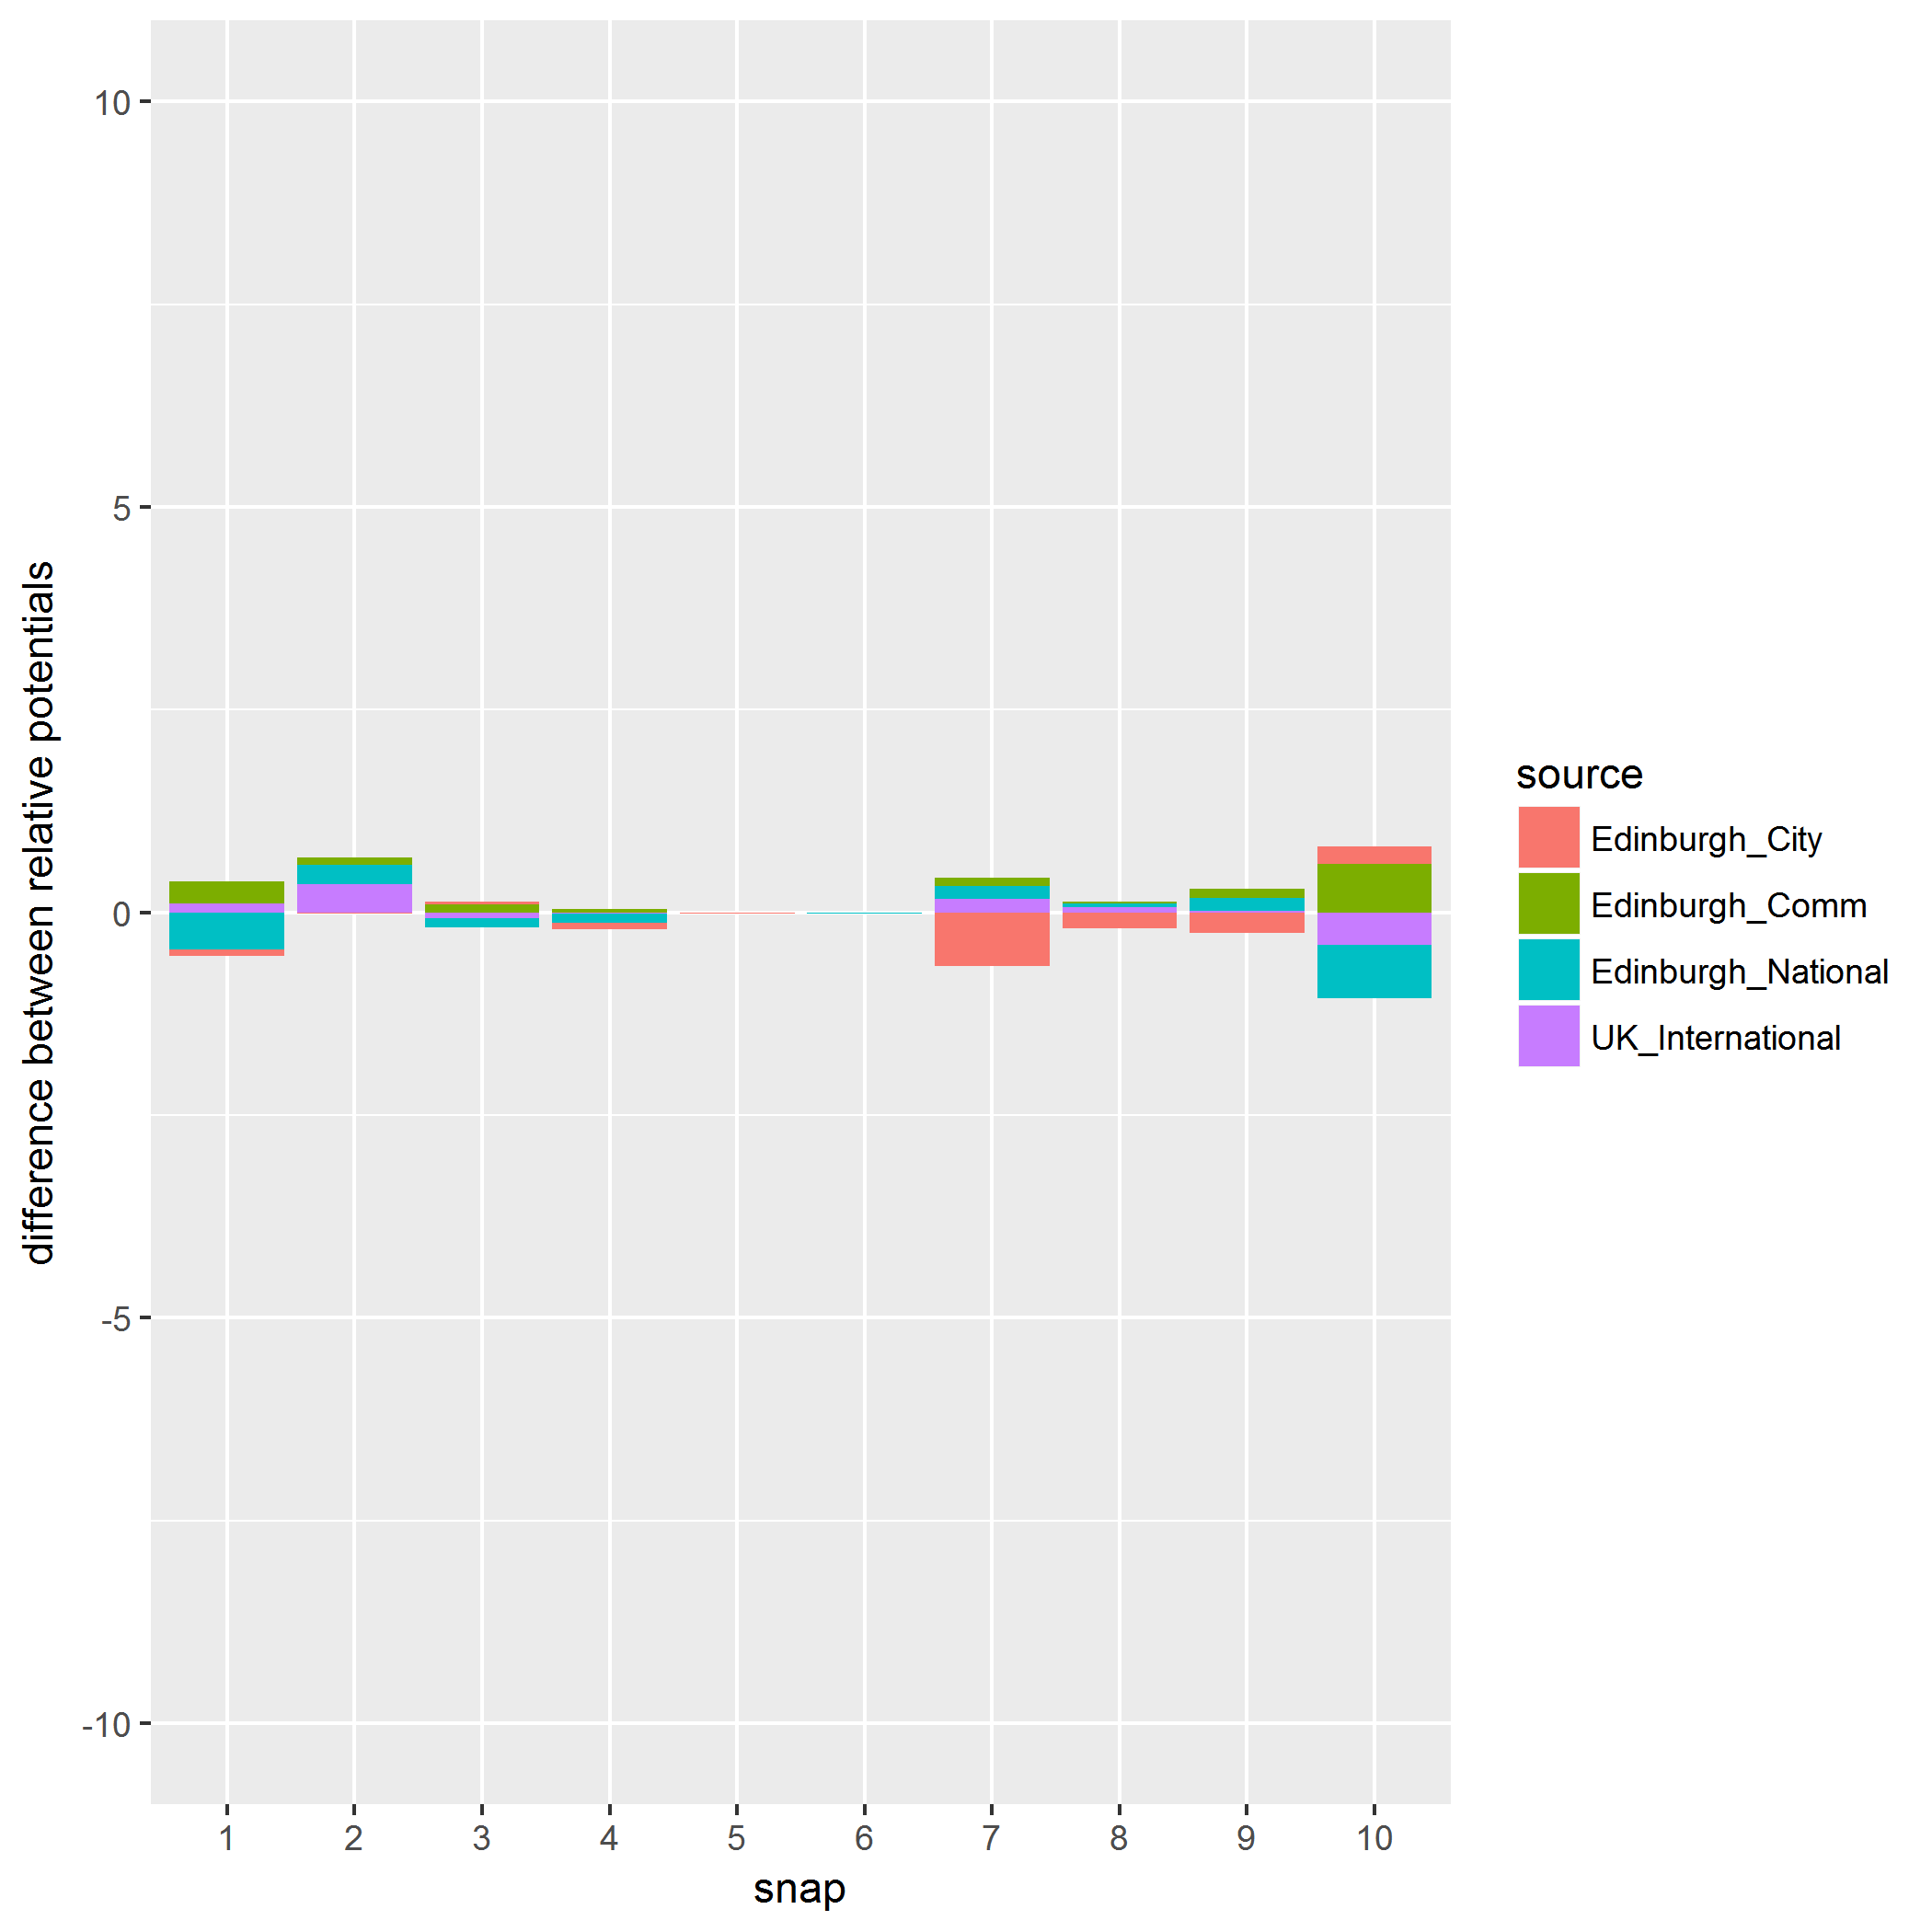 difference between relative potentials
10
5
0
-5
-10
1 2 3 4 5 6 7 8 9 10
snap
source
Edinburgh_City
Edinburgh_Comm
Edinburgh_National
UK_International